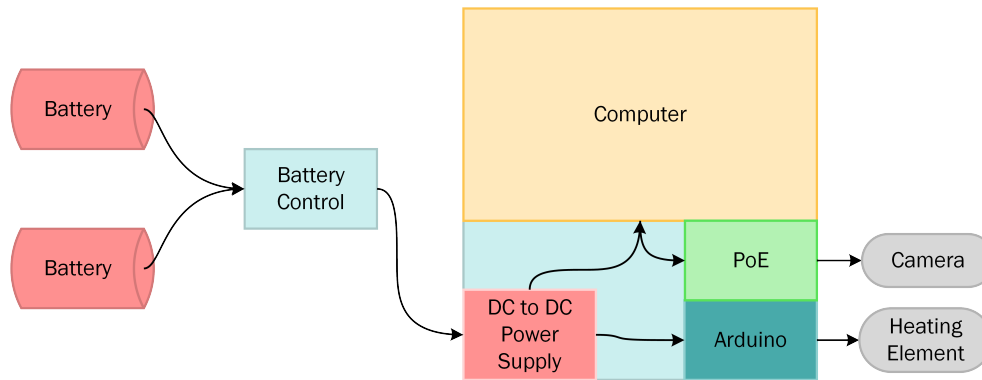 Computer
Battery
Battery
Control
Battery
PoE
Camera
DC to DC
Power
Supply
Arduino
Heating
Element